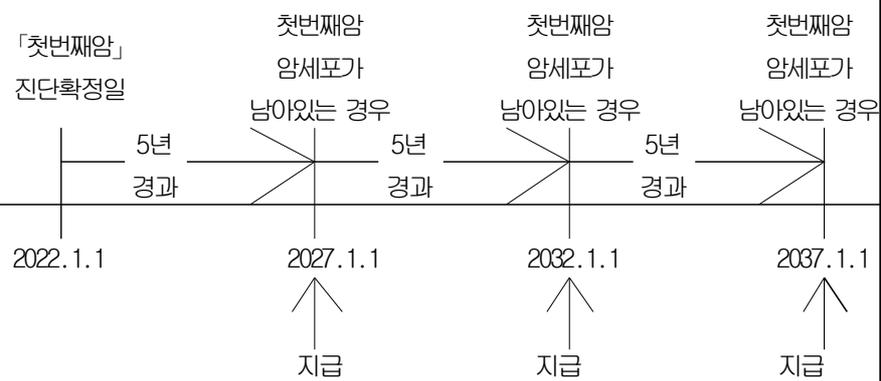 「첫번째암」
진단확정일
첫번째암
암세포가
남아있는 경우
첫번째암
암세포가
남아있는 경우
첫번째암
암세포가
남아있는 경우
5년
경과
5년
경과
5년
경과
2022.1.1
2027.1.1
2032.1.1
2037.1.1
지급
지급
지급